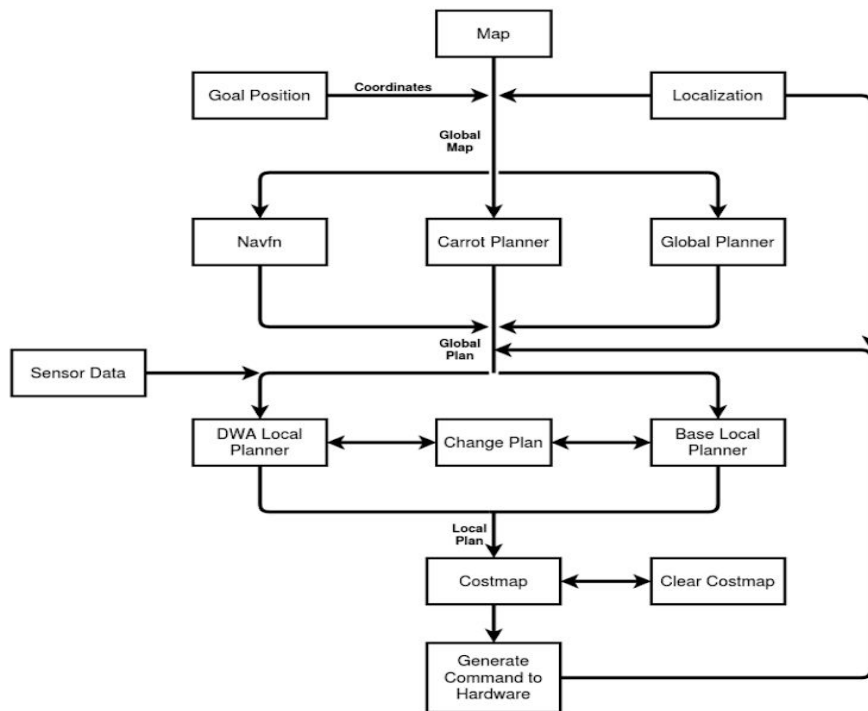 Map
Goal Position
Coordinates
Localization
Global
Map
Navfn
Carrot Planner
Global Planner
Global
Plan
Sensor Data
DWA Local
Planner
Change Plan
Base Local
Planner
Local
Plan
Costmap
Clear Costmap
Generate
Command to
Hardware